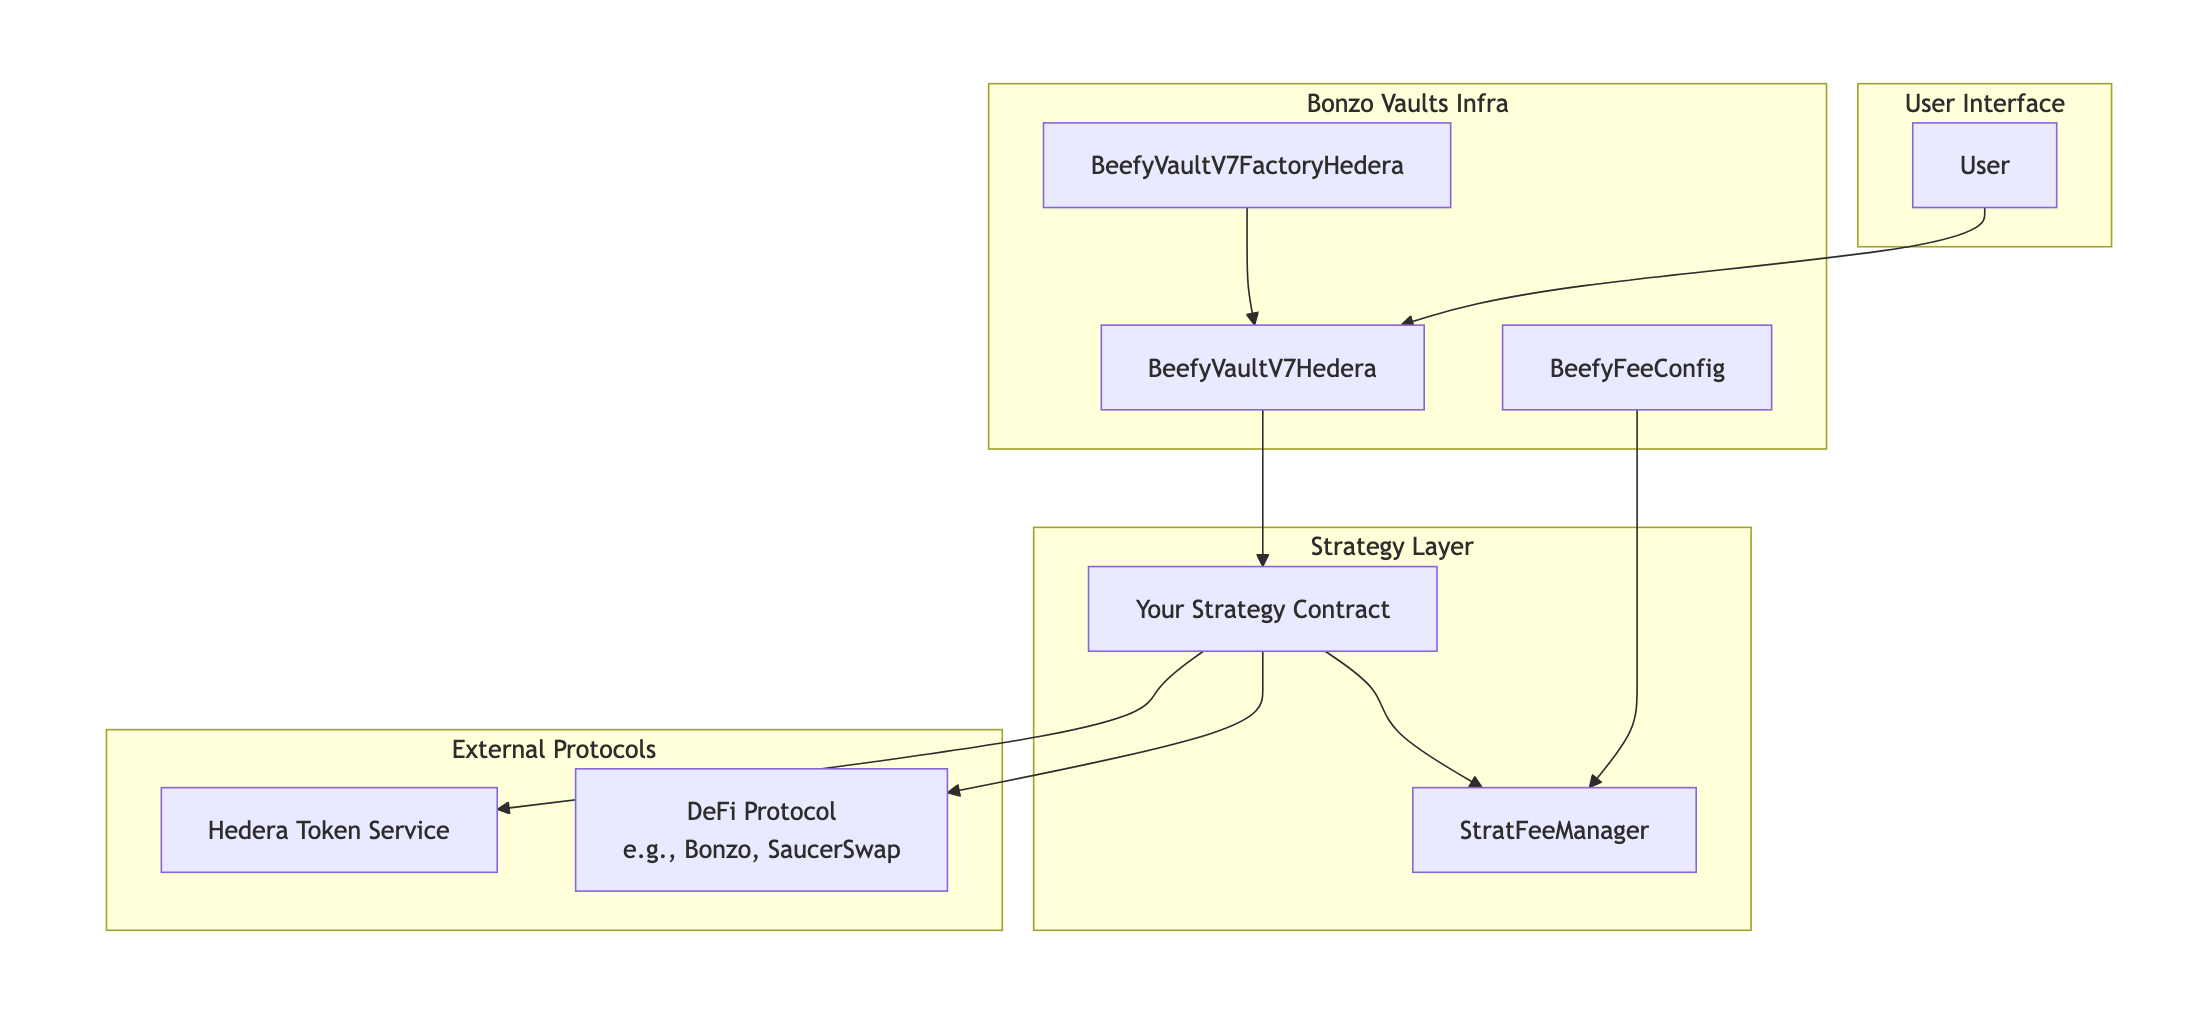 Bonzo Vaults Infra
User Interface
BeefyVaultV7FactoryHedera
User
BeefyVaultV7Hedera
BeefyFeeConfig
Strategy Layer
Your Strategy Contract
External Protocols
Hedera Token Service
DeFi Protocol
e.g., Bonzo, SaucerSwap
StratFeeManager